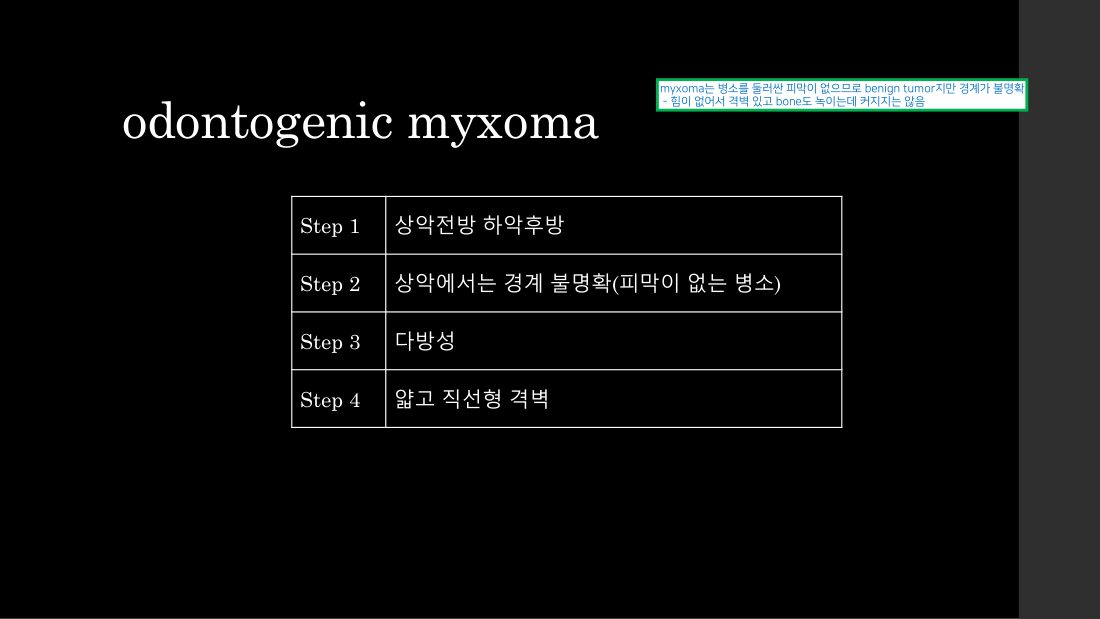 myxoma는 병소를 둘러싼 피막이 없으므로 benign tumor지만 경계가 불명확
- 힘이 없어서 격벽 있고 bone도 녹이는데 커지지는 않음
odontogenic myxoma
Step 1 상악전방 하악후방
Step 2 상악에서는 경계 불명확(피막이 없는 병소)
Step 3 다방성
Step 4 얇고 직선형 격벽